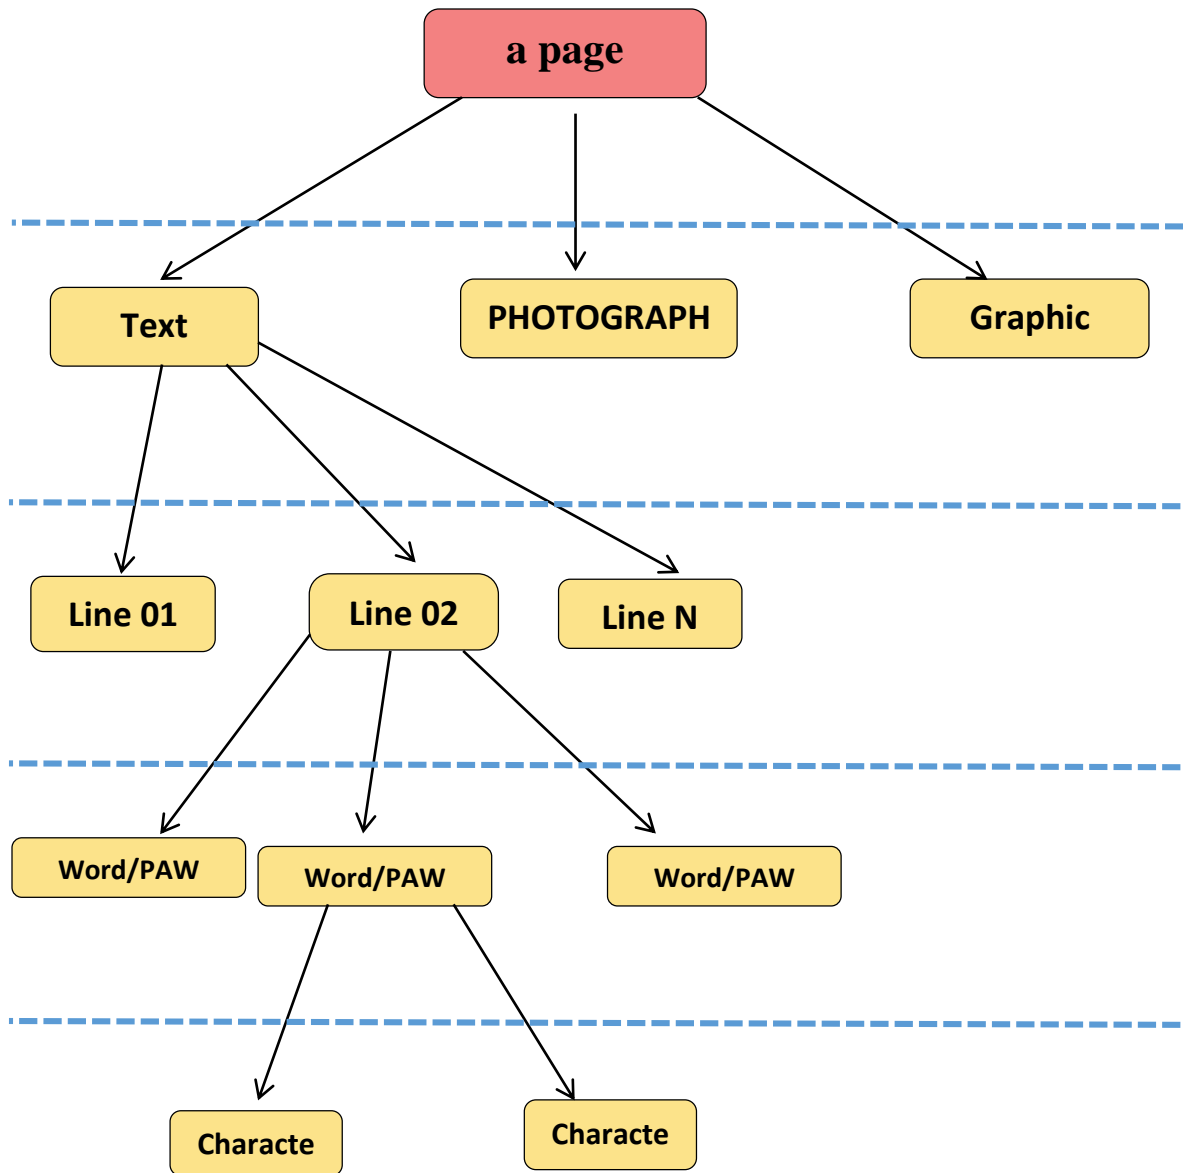 a page
Text
PHOTOGRAPH
Graphic
Line 01
Line 02
Line N
Word/PAW
Word/PAW
Word/PAW
Characte
Characte